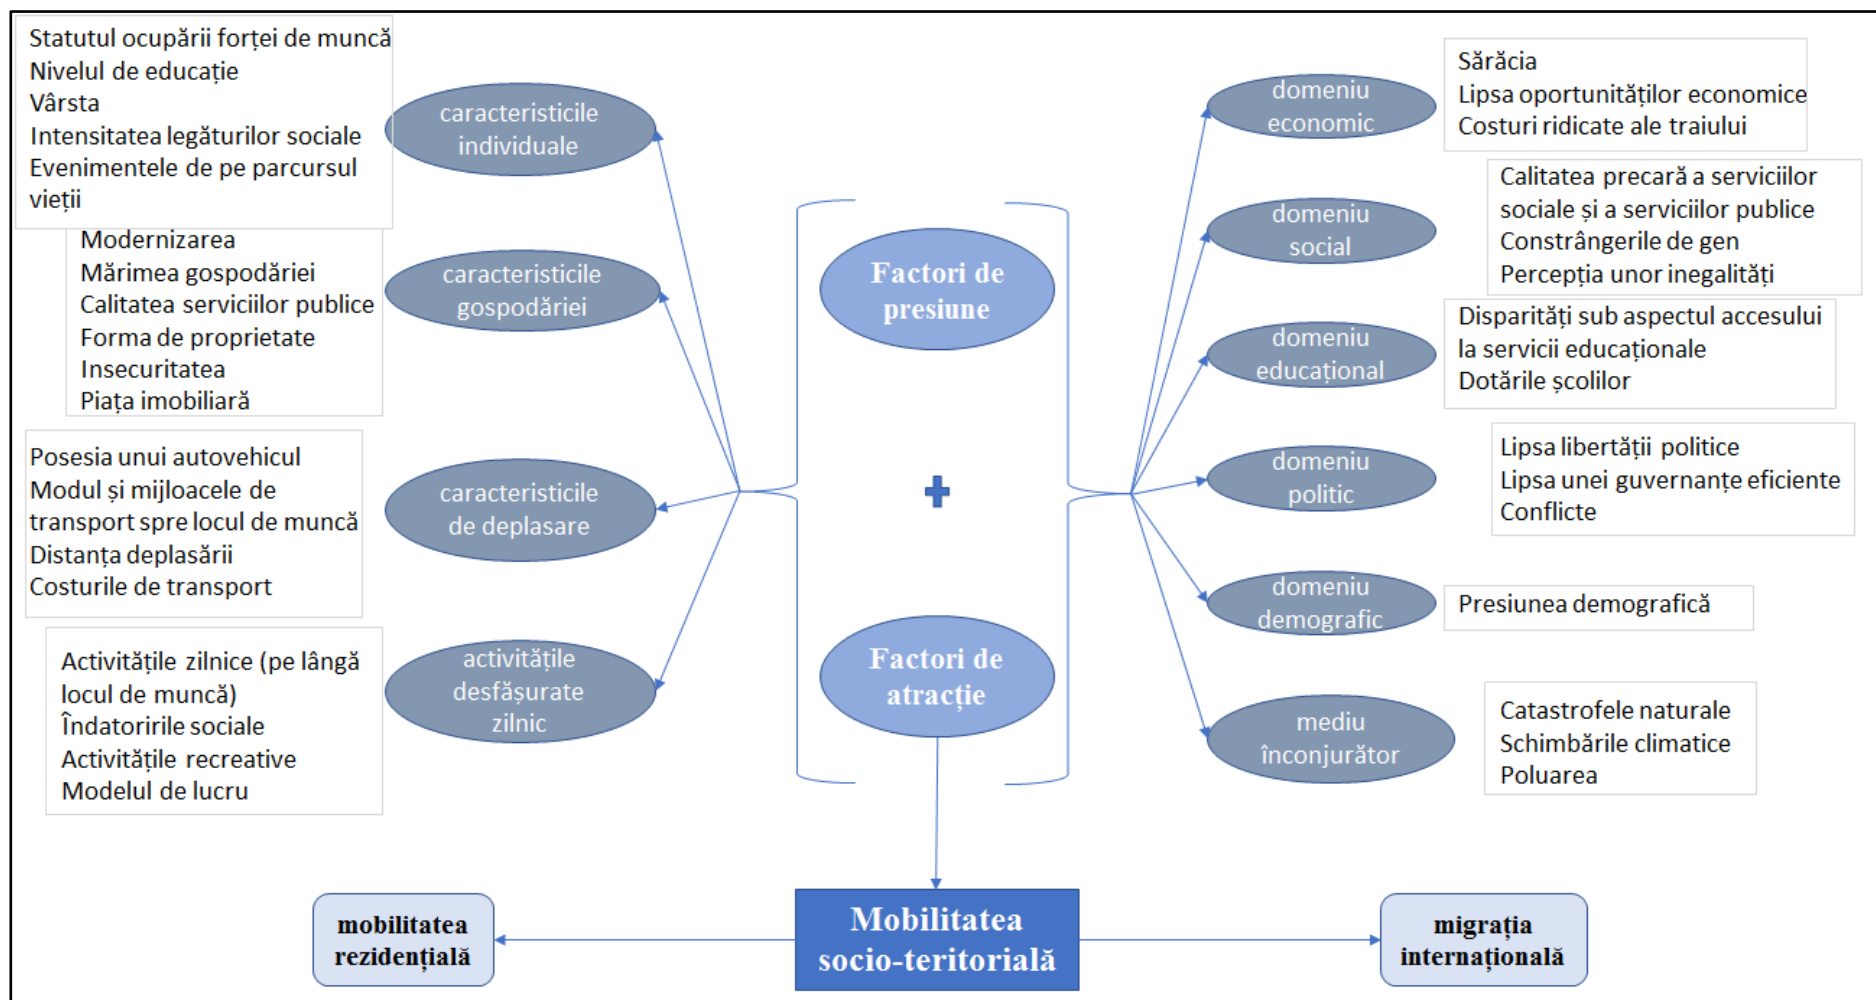 Statutul ocupării forței de muncă
Nivelul de educație
Vârsta
Intensitatea legăturilor sociale
Evenimentele de pe parcursul
vieții
caracteristicile
individuale
Modernizarea
Mărimea gospodăriei
Calitatea serviciilor publice
Forma de proprietate
Insecuritatea
Piața imobiliară
caracteristicile
gospodăriei
Posesia unui autovehicul
Modul și mijloacele de
transport spre locul de muncă
Distanța deplasării
Costurile de transport
caracteristicile
de deplasare
Activitățile zilnice (pe lângă
locul de muncă)
Îndatoririle sociale
Activitățile recreative
Modelul de lucru
activitățile
desfășurate
zilnic
Factori de
presiune
Factori de
atracție
domeniu
economic
Sărăcia
Lipsa oportunităților economice
Costuri ridicate ale traiului
domeniu
social
Calitatea precară a serviciilor
sociale și a serviciilor publice
Constrângerile de gen
Percepția unor inegalități
domeniu
educațional
Disparități sub aspectul accesului
la servicii educaționale
Dotările școlilor
domeniu
politic
Lipsa libertății politice
Lipsa unei guvernanțe eficiente
Conflicte
domeniu
demografic
Presiunea demografică
mediu
înconjurător
Catastrofele naturale
Schimbările climatice
Poluarea
mobilitatea
rezidențială
Mobilitatea
socio-teritorială
migrația
internațională